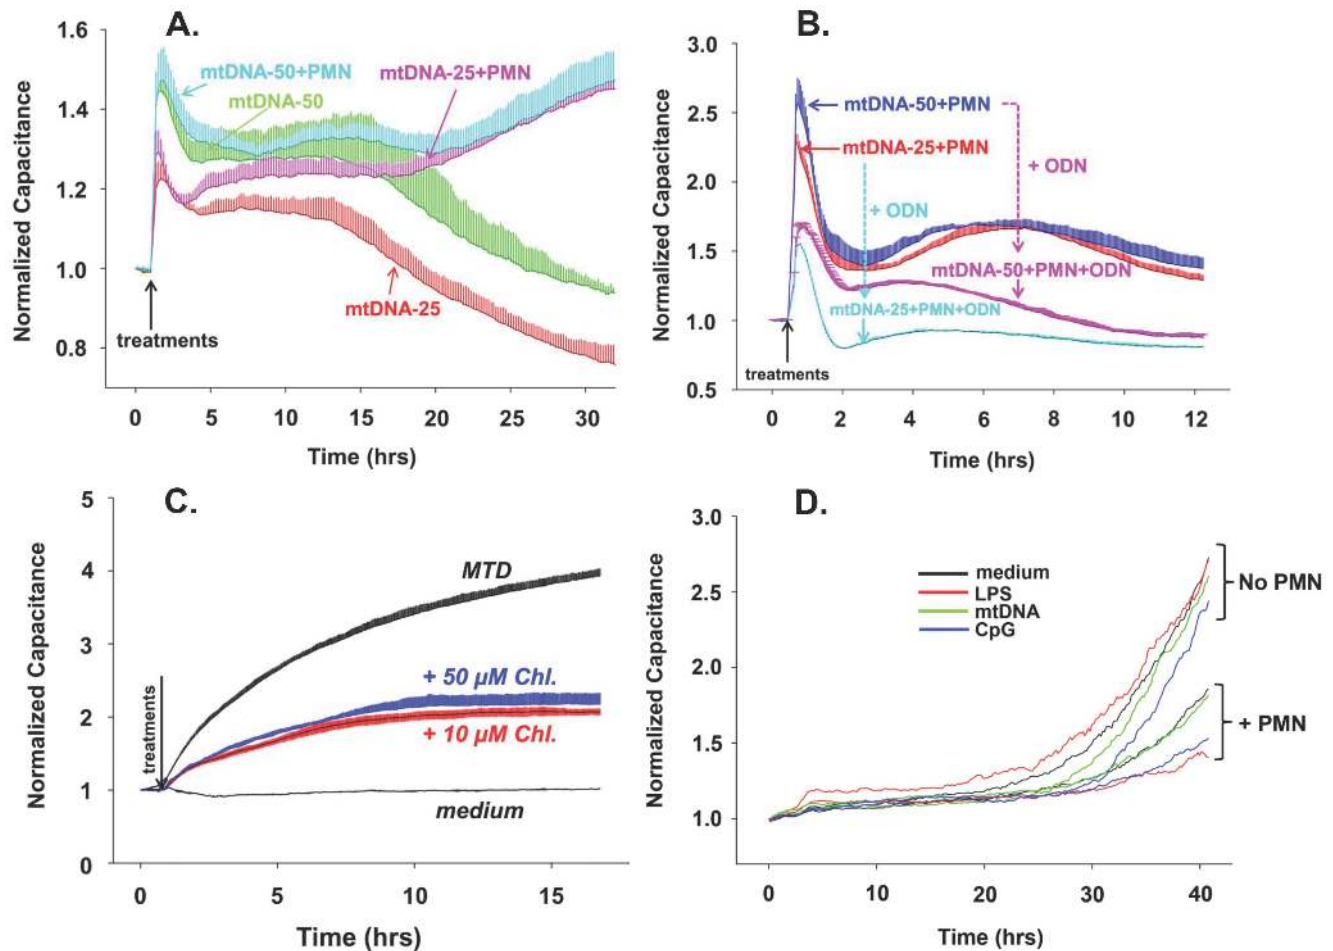 A.
Normalized Capacitance
1.6
1.4
1.2
1.0
0.8
mtDNA-50+PMN
mtDNA-50
mtDNA-25+PMN
mtDNA-25
treatments
0 5 10 15 20 25 30
Time (hrs)
B.
Normalized Capacitance
3.0
2.5
2.0
1.5
1.0
0.5
mtDNA-50+PMN
mtDNA-25+PMN
+ ODN
+ ODN
mtDNA-50+PMN+ODN
mtDNA-25+PMN+ODN
treatments
0 2 4 6 8 10 12
Time (hrs)
C.
Normalized Capacitance
5
4
3
2
1
0
treatments
MTD
+ 50 µM Chl.
+ 10 µM Chl.
medium
0 5 10 15
Time (hrs)
D.
Normalized Capacitance
3.0
2.5
2.0
1.5
1.0
medium
LPS
mtDNA
CpG
No PMN
+ PMN
0 10 20 30 40
Time (hrs)